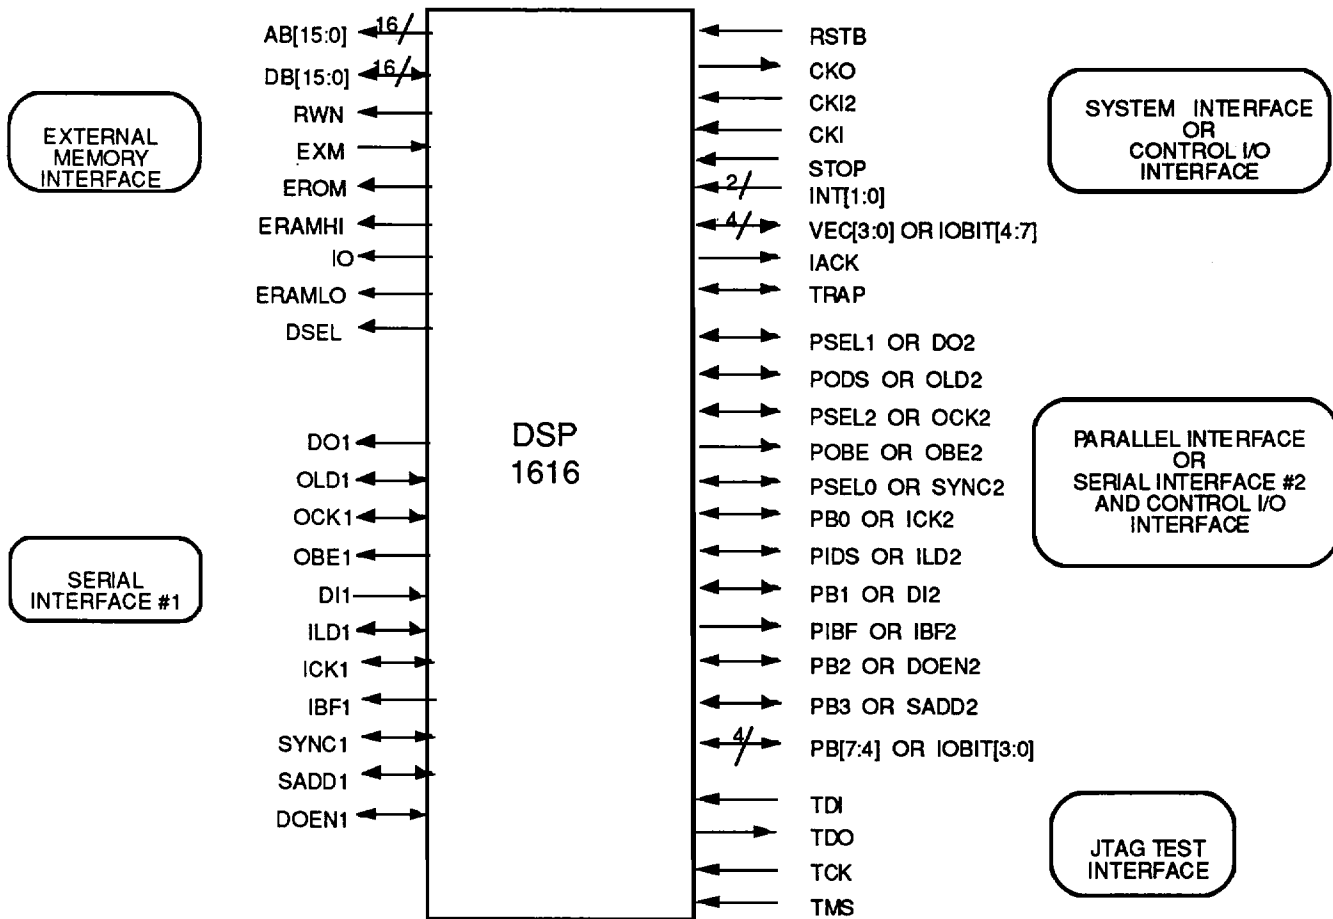 EXTERNAL
MEMORY
INTERFACE
SERIAL
INTERFACE #1
AB[15:0]
16/
DB[15:0]
16/
RWN
EXM
EROM
ERAMHI
IO
ERAMLO
DSEL
DO1
OLD1
OCK1
OBE1
DI1
ILD1
ICK1
IBF1
SYNC1
SADD1
DOEN1
DSP
1616
RSTB
CKO
CKI2
CKI
STOP
2/
INT[1:0]
4/
VEC[3:0] OR IOBIT[4:7]
IACK
TRAP
PSEL1 OR DO2
PODS OR OLD2
PSEL2 OR OCK2
POBE OR OBE2
PSEL0 OR SYNC2
PB0 OR ICK2
PIDS OR ILD2
PB1 OR DI2
PIBF OR IBF2
PB2 OR DOEN2
PB3 OR SADD2
4/
PB[7:4] OR IOBIT[3:0]
TDI
TDO
TCK
TMS
SYSTEM INTERFACE
OR
CONTROL I/O
INTERFACE
PARALLEL INTERFACE
OR
SERIAL INTERFACE #2
AND CONTROL I/O
INTERFACE
JTAG TEST
INTERFACE